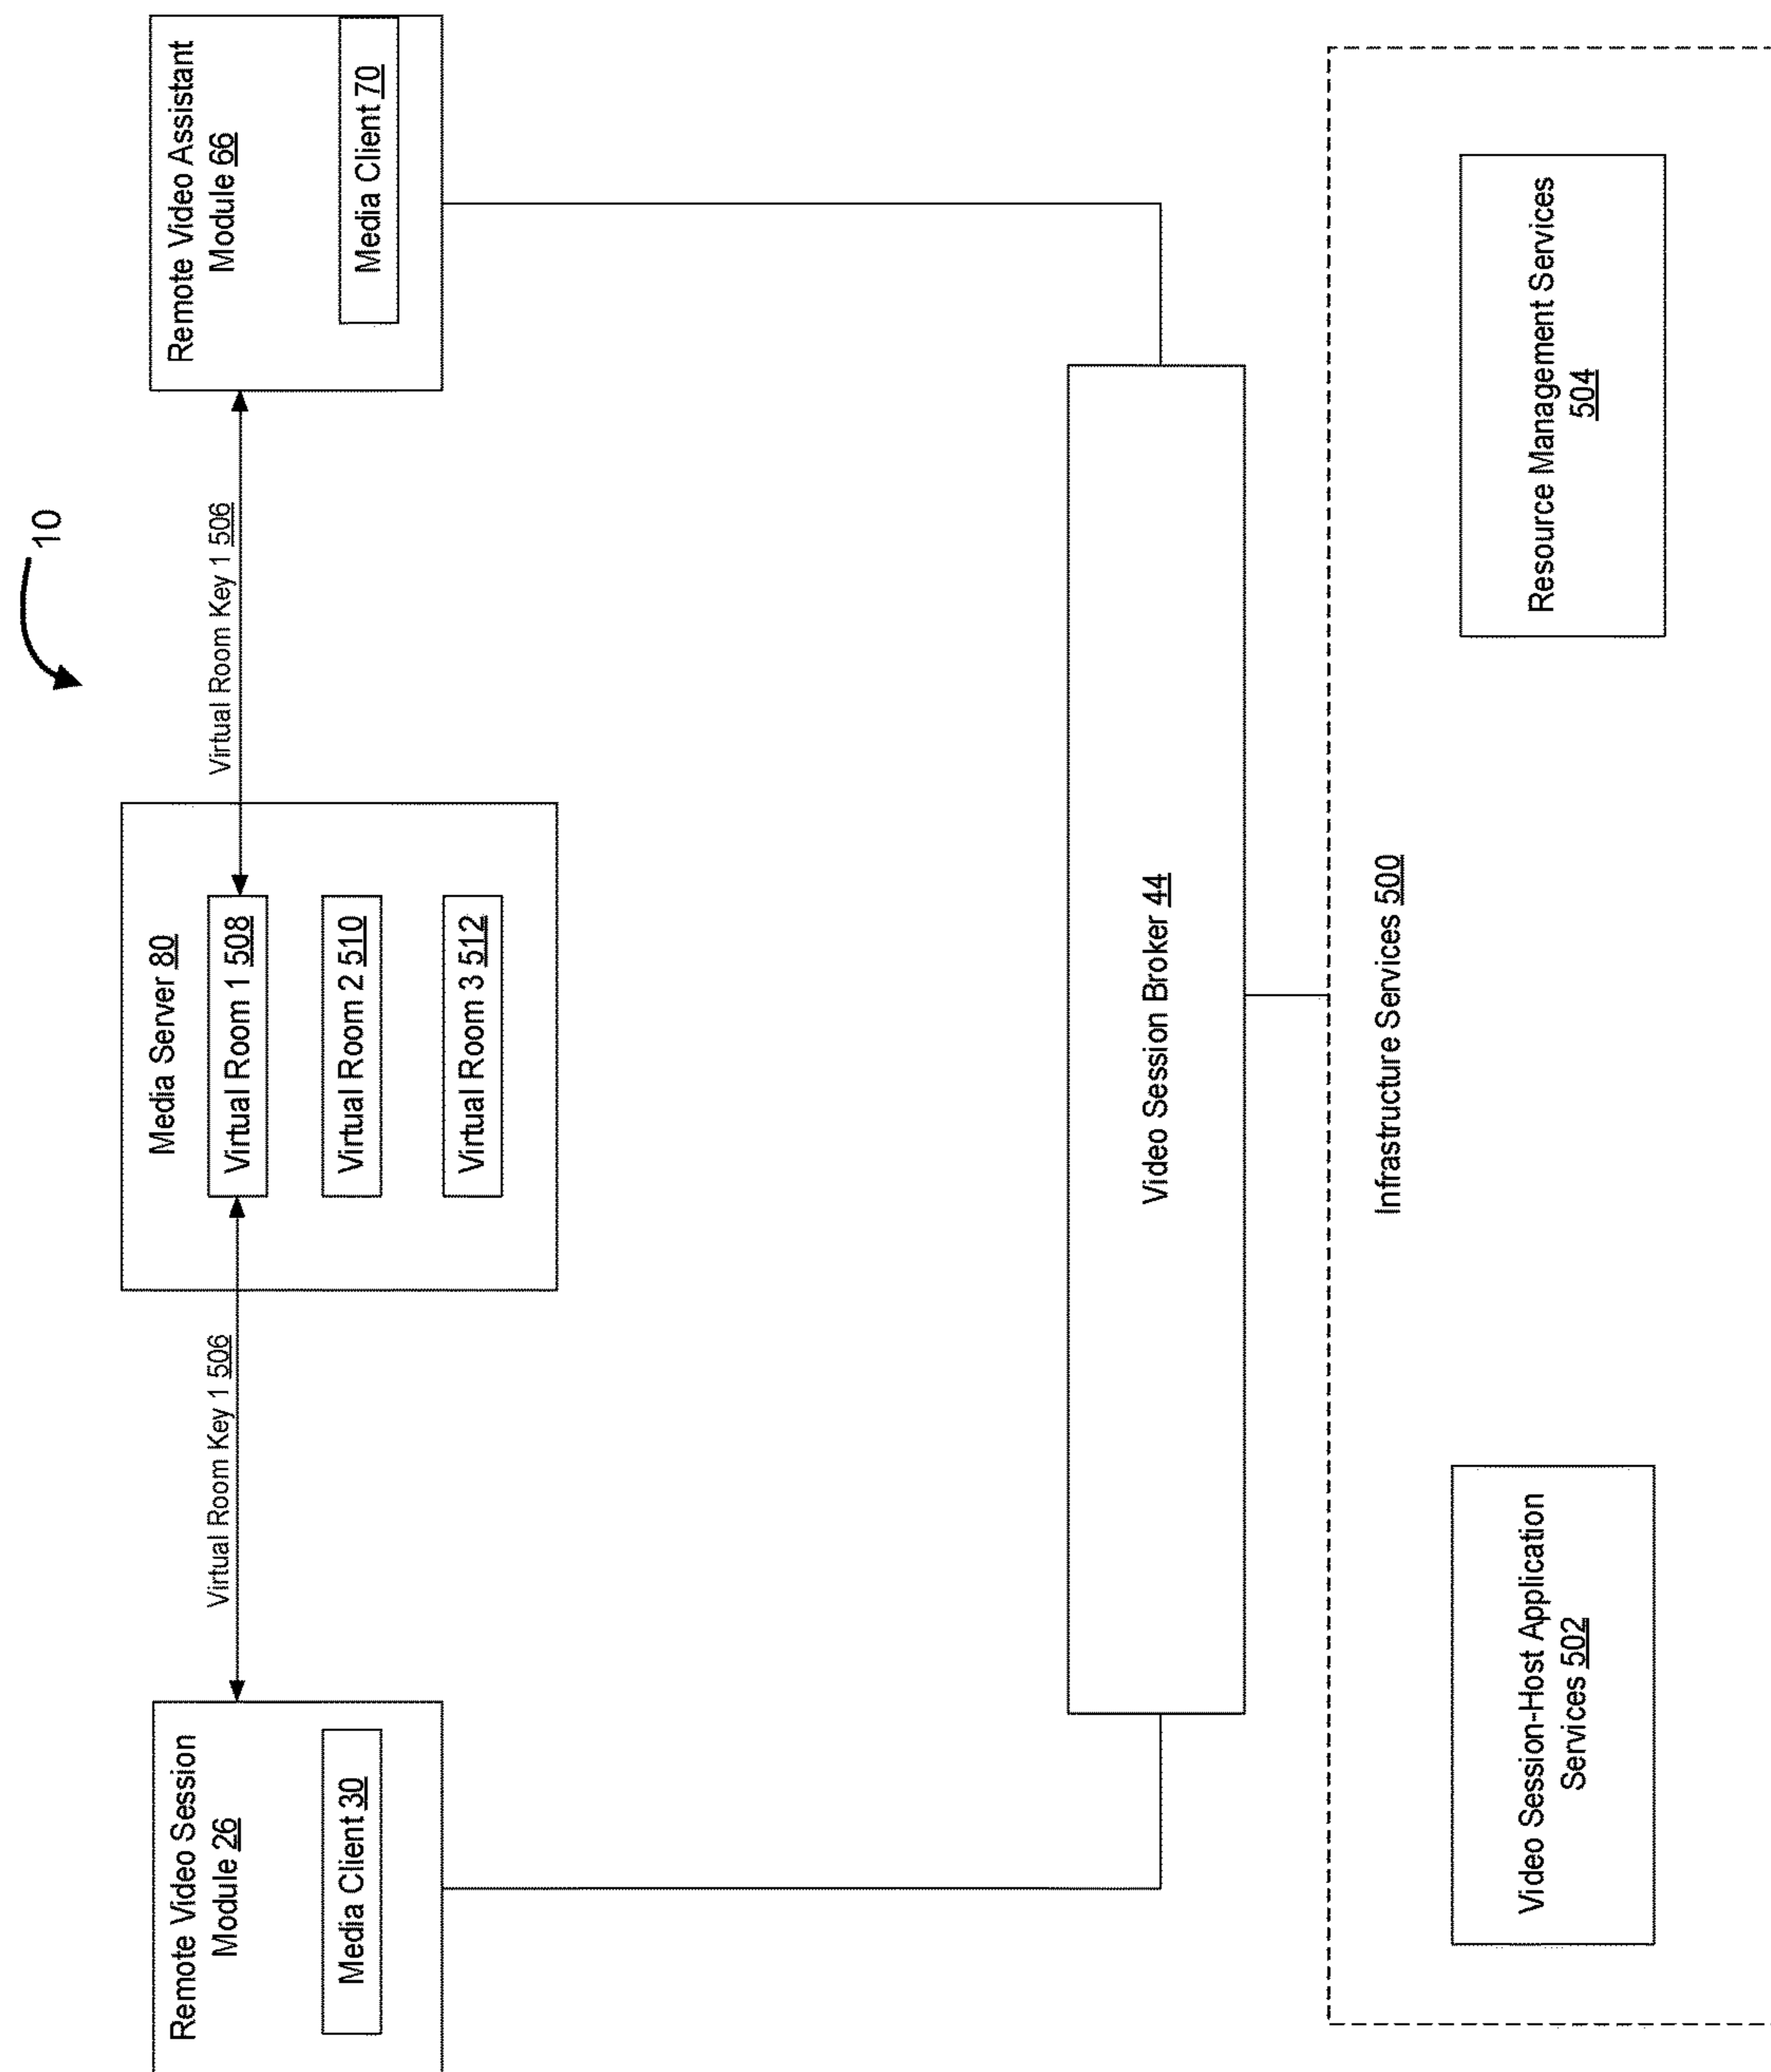 10
Remote Video Session
Module 26
Media Client 30
Virtual Room Key 1 506
Media Server 80
Virtual Room 1 508
Virtual Room 2 510
Virtual Room 3 512
Virtual Room Key 1 506
Remote Video Assistant
Module 66
Media Client 70
Video Session Broker 44
Infrastructure Services 500
Video Session-Host Application
Services 502
Resource Management Services
504